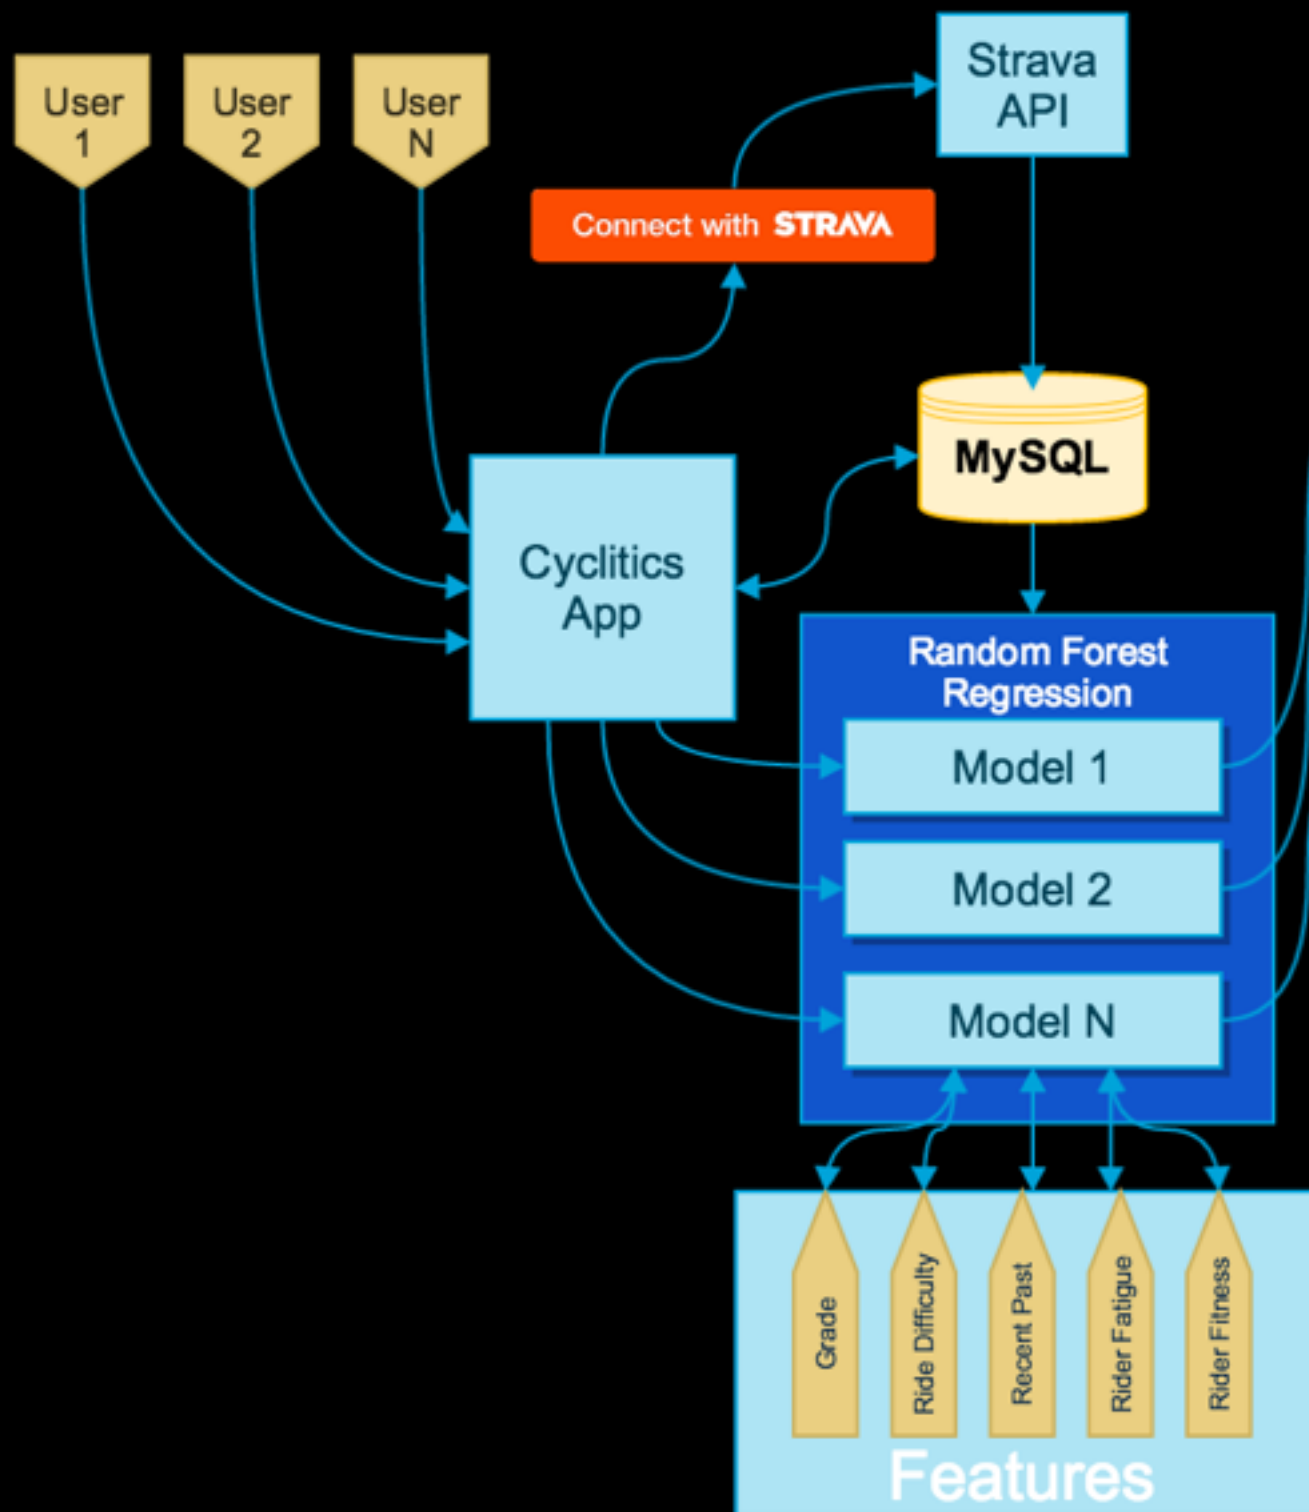 User
1
User
2
User
N
Strava
API
Connect with STRAVA
MySQL
Cyclitics
App
Random Forest
Regression
Model 1
Model 2
Model N
Grade
Ride Difficulty
Recent Past
Rider Fatigue
Rider Fitness
Features